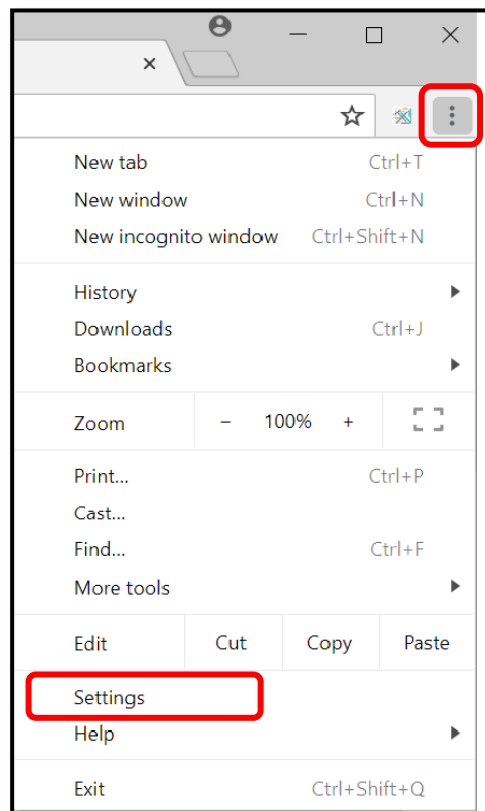 New tab Ctrl+T
New window Ctrl+N
New incognito window Ctrl+Shift+N
History
Downloads Ctrl+J
Bookmarks
Zoom − 100% +
Print... Ctrl+P
Cast...
Find... Ctrl+F
More tools
Edit Cut Copy Paste
Settings
Help
Exit Ctrl+Shift+Q